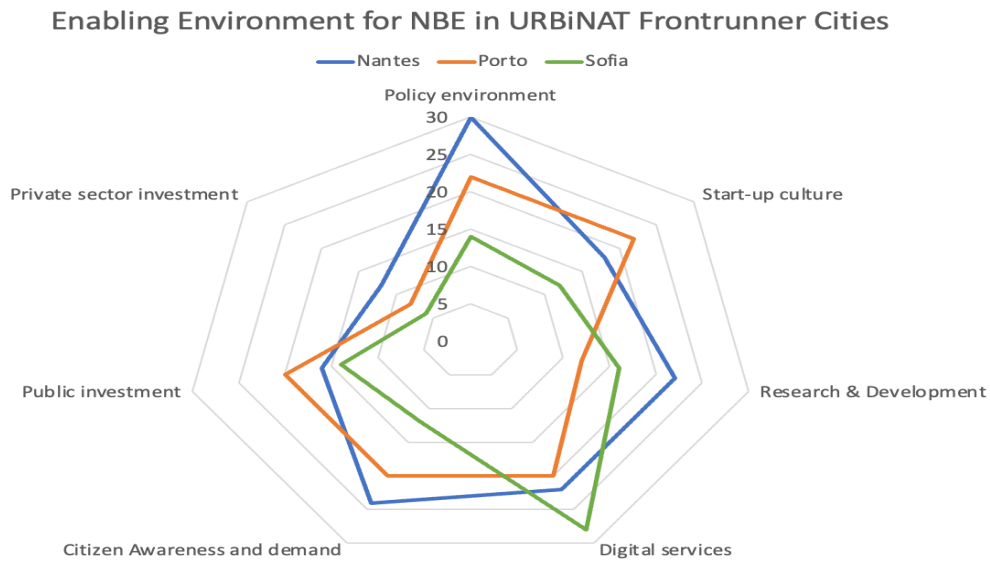 Enabling Environment for NBE in URBiNAT Frontrunner Cities
Nantes Porto Sofia
Policy environment
30
25
Private sector investment Start-up culture
20
15
10
5
0
Public investment Research & Development
Citizen Awareness and demand Digital services